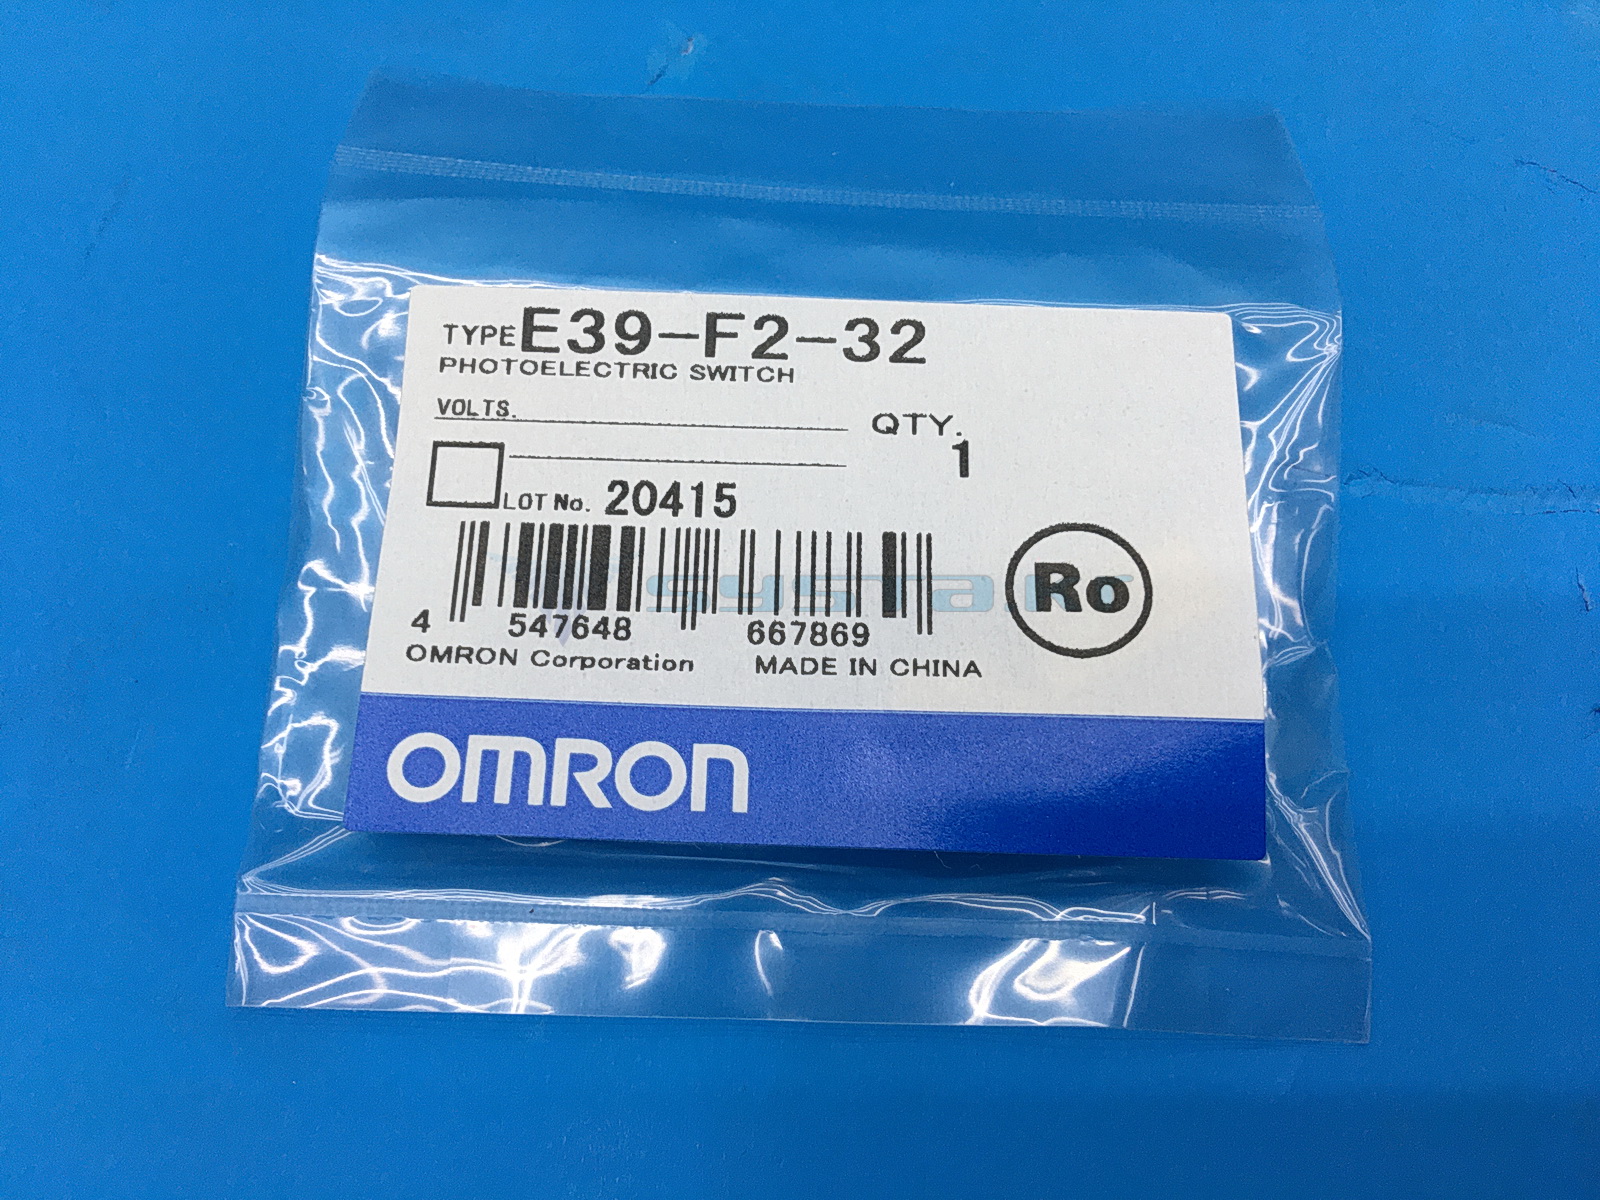 TYPE E39-F2-32
PHOTOELECTRIC SWITCH
VOLTS.
QTY.
1
LOT No. 20415
4 547648 667869
Ro
OMRON Corporation MADE IN CHINA
OMRON